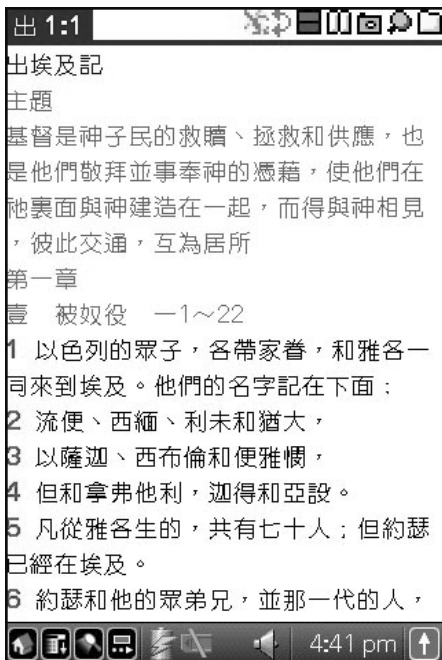 出 1:1
出埃及記
主題
基督是神子民的救贖、拯救和供應，也
是他們敬拜並事奉神的憑藉，使他們在
祂裏面與神建造在一起，而得與神相見
，彼此交通，互為居所
第一章
壹　被奴役　一1～22
1 以色列的眾子，各帶家眷，和雅各一
同來到埃及。他們的名字記在下面：
2 流便、西緬、利未和猶大，
3 以薩迦、西布倫和便雅憫，
4 但和拿弗他利，迦得和亞設。
5 凡從雅各生的，共有七十人；但約瑟
已經在埃及。
6 約瑟和他的眾弟兄，並那一代的人，
4:41 pm